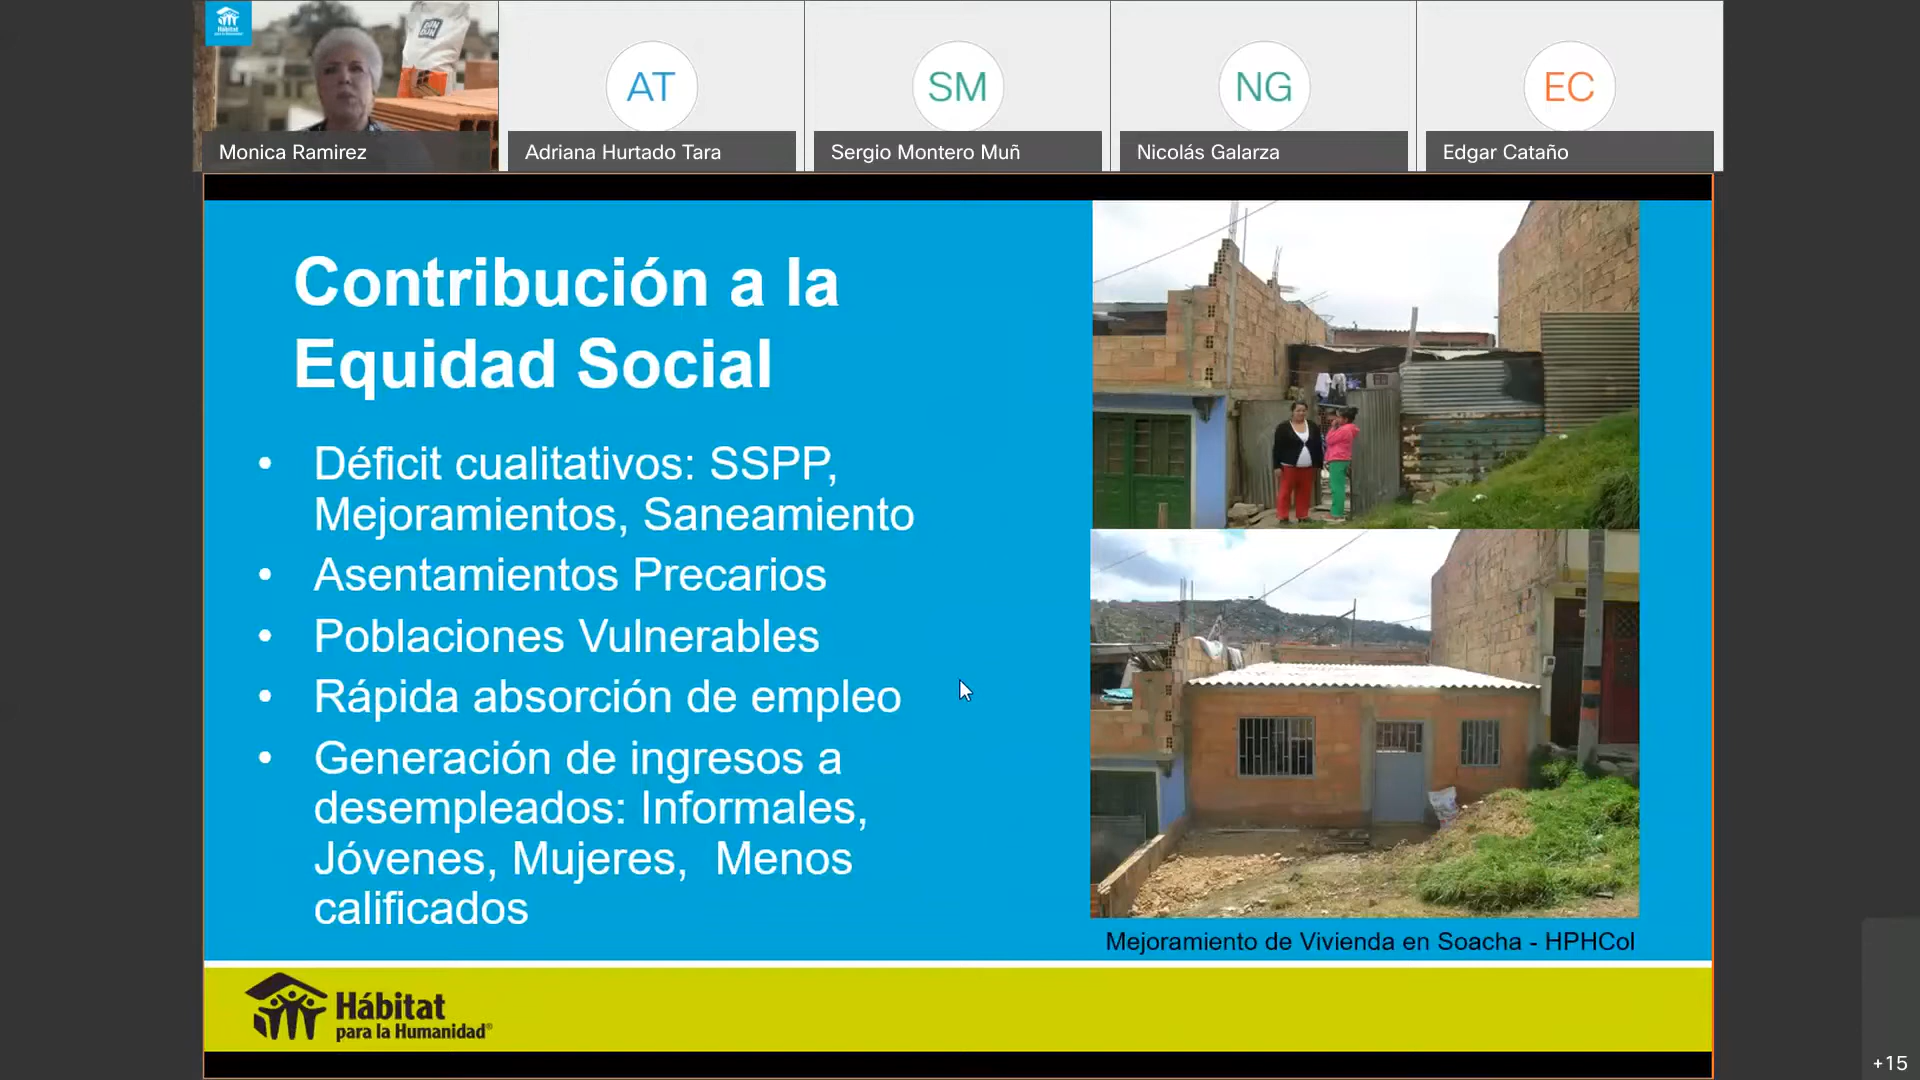 Hábitat
AT
SM
NG
EC
Monica Ramirez
Adriana Hurtado Tara
Sergio Montero Muñ
Nicolás Galarza
Edgar Cataño
Contribución a la
Equidad Social
• Déficit cualitativos: SSPP,
Mejoramientos, Saneamiento
• Asentamientos Precarios
• Poblaciones Vulnerables
• Rápida absorción de empleo
• Generación de ingresos a
desempleados: Informales,
Jóvenes, Mujeres, Menos
calificados
Mejoramiento de Vivienda en Soacha - HPHCol
Hábitat
para la Humanidad®
+15